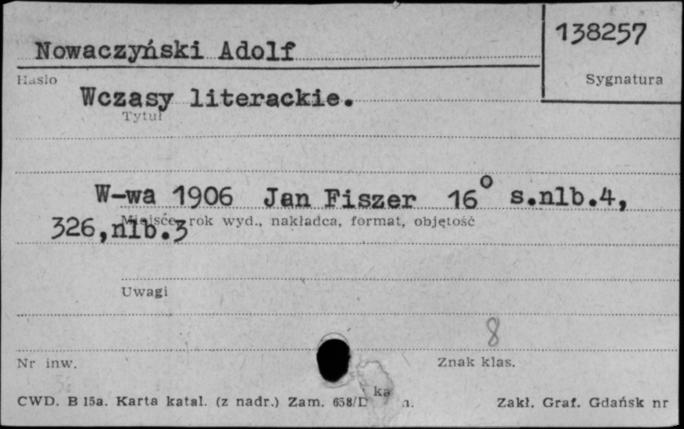 138257
Nowaczyński Adolf
Hasło
Sygnatura
Wczasy literackie.
Tytuł
W-wa 1906 Jan Fiszer 16° s.nlb.4,
Miejsce, rok wyd., nakładca, format, objętość
326,nlb.3
Uwagi
8
Nr inw.
Znak klas.
CWD. B 15a. Karta katal. (z nadr.) Zam. 658/D ka
Zakł. Graf. Gdańsk nr